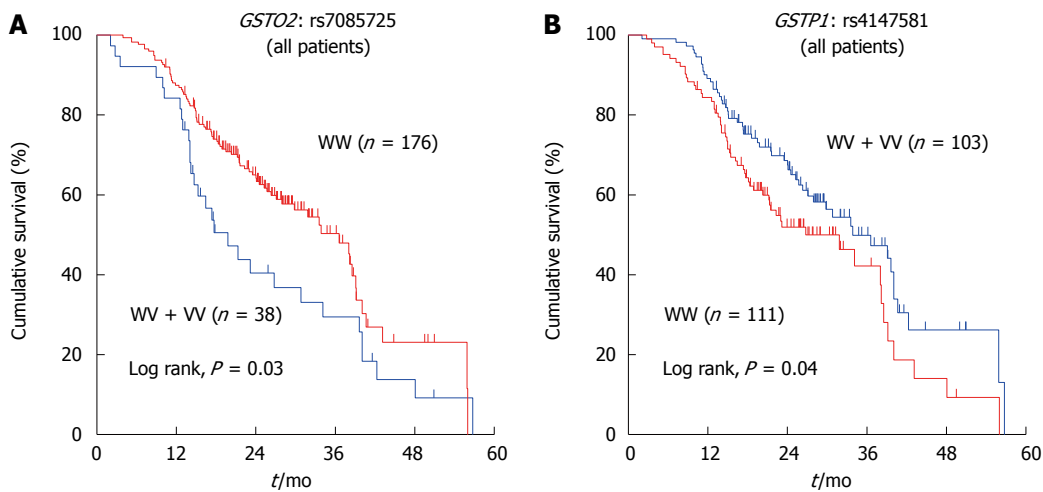 A
GSTO2: rs7085725
(all patients)
Cumulative survival (%)
100
80
60
40
20
0
WW (n = 176)
WV + VV (n = 38)
Log rank, P = 0.03
0 12 24 36 48 60
t/mo
B
GSTP1: rs4147581
(all patients)
Cumulative survival (%)
100
80
60
40
20
0
WV + VV (n = 103)
WW (n = 111)
Log rank, P = 0.04
0 12 24 36 48 60
t/mo